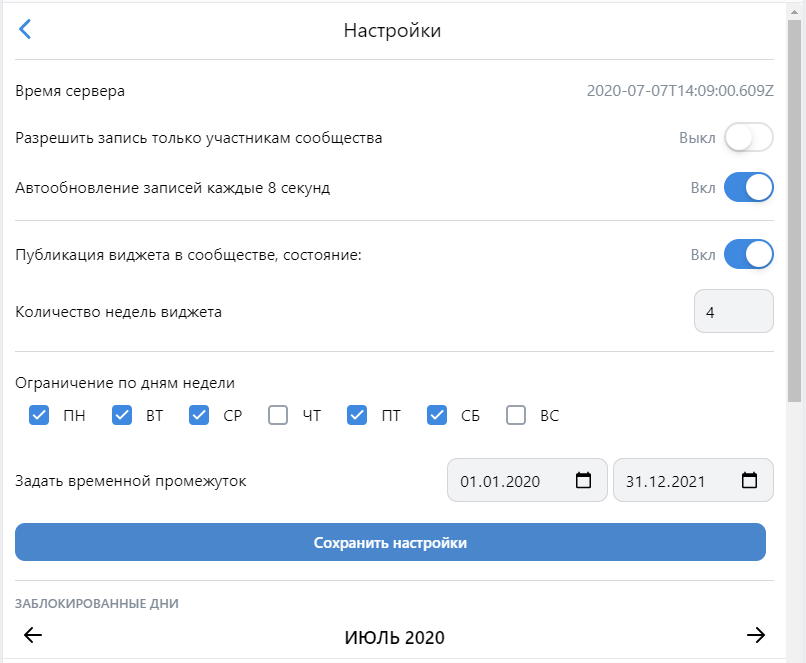 Настройки
Время сервера 2020-07-07T14:09:00.609Z
Разрешить запись только участникам сообщества Выкл
Автообновление записей каждые 8 секунд Вкл
Публикация виджета в сообществе, состояние: Вкл
Количество недель виджета 4
Ограничение по дням недели
ПН ВТ СР ЧТ ПТ СБ ВС
Задать временной промежуток 01.01.2020 31.12.2021
Сохранить настройки
ЗАБЛОКИРОВАННЫЕ ДНИ
ИЮЛЬ 2020